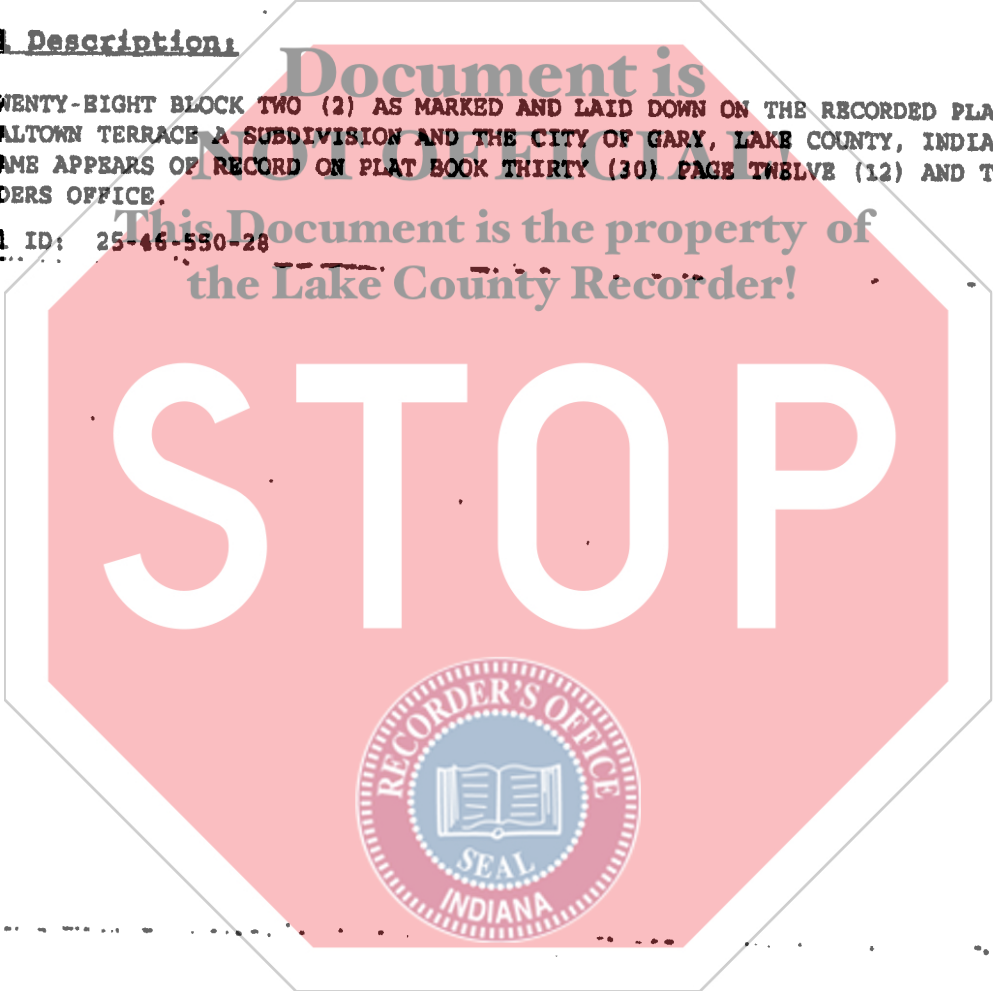 l Description:
Document is
WENTY-EIGHT BLOCK TWO (2) AS MARKED AND LAID DOWN ON THE RECORDED PLA
ALTOWN TERRACE A SUBDIVISION AND THE CITY OF GARY, LAKE COUNTY, INDIA
NOT OFFICIAL
AME APPEARS OF RECORD ON PLAT BOOK THIRTY (30) PAGE TWELVE (12) AND T
DERS OFFICE.
This Document is the property of
l ID: 25-46-550-28
the Lake County Recorder!
STOP
RECORDER'S OFFICE
SEAL
INDIANA